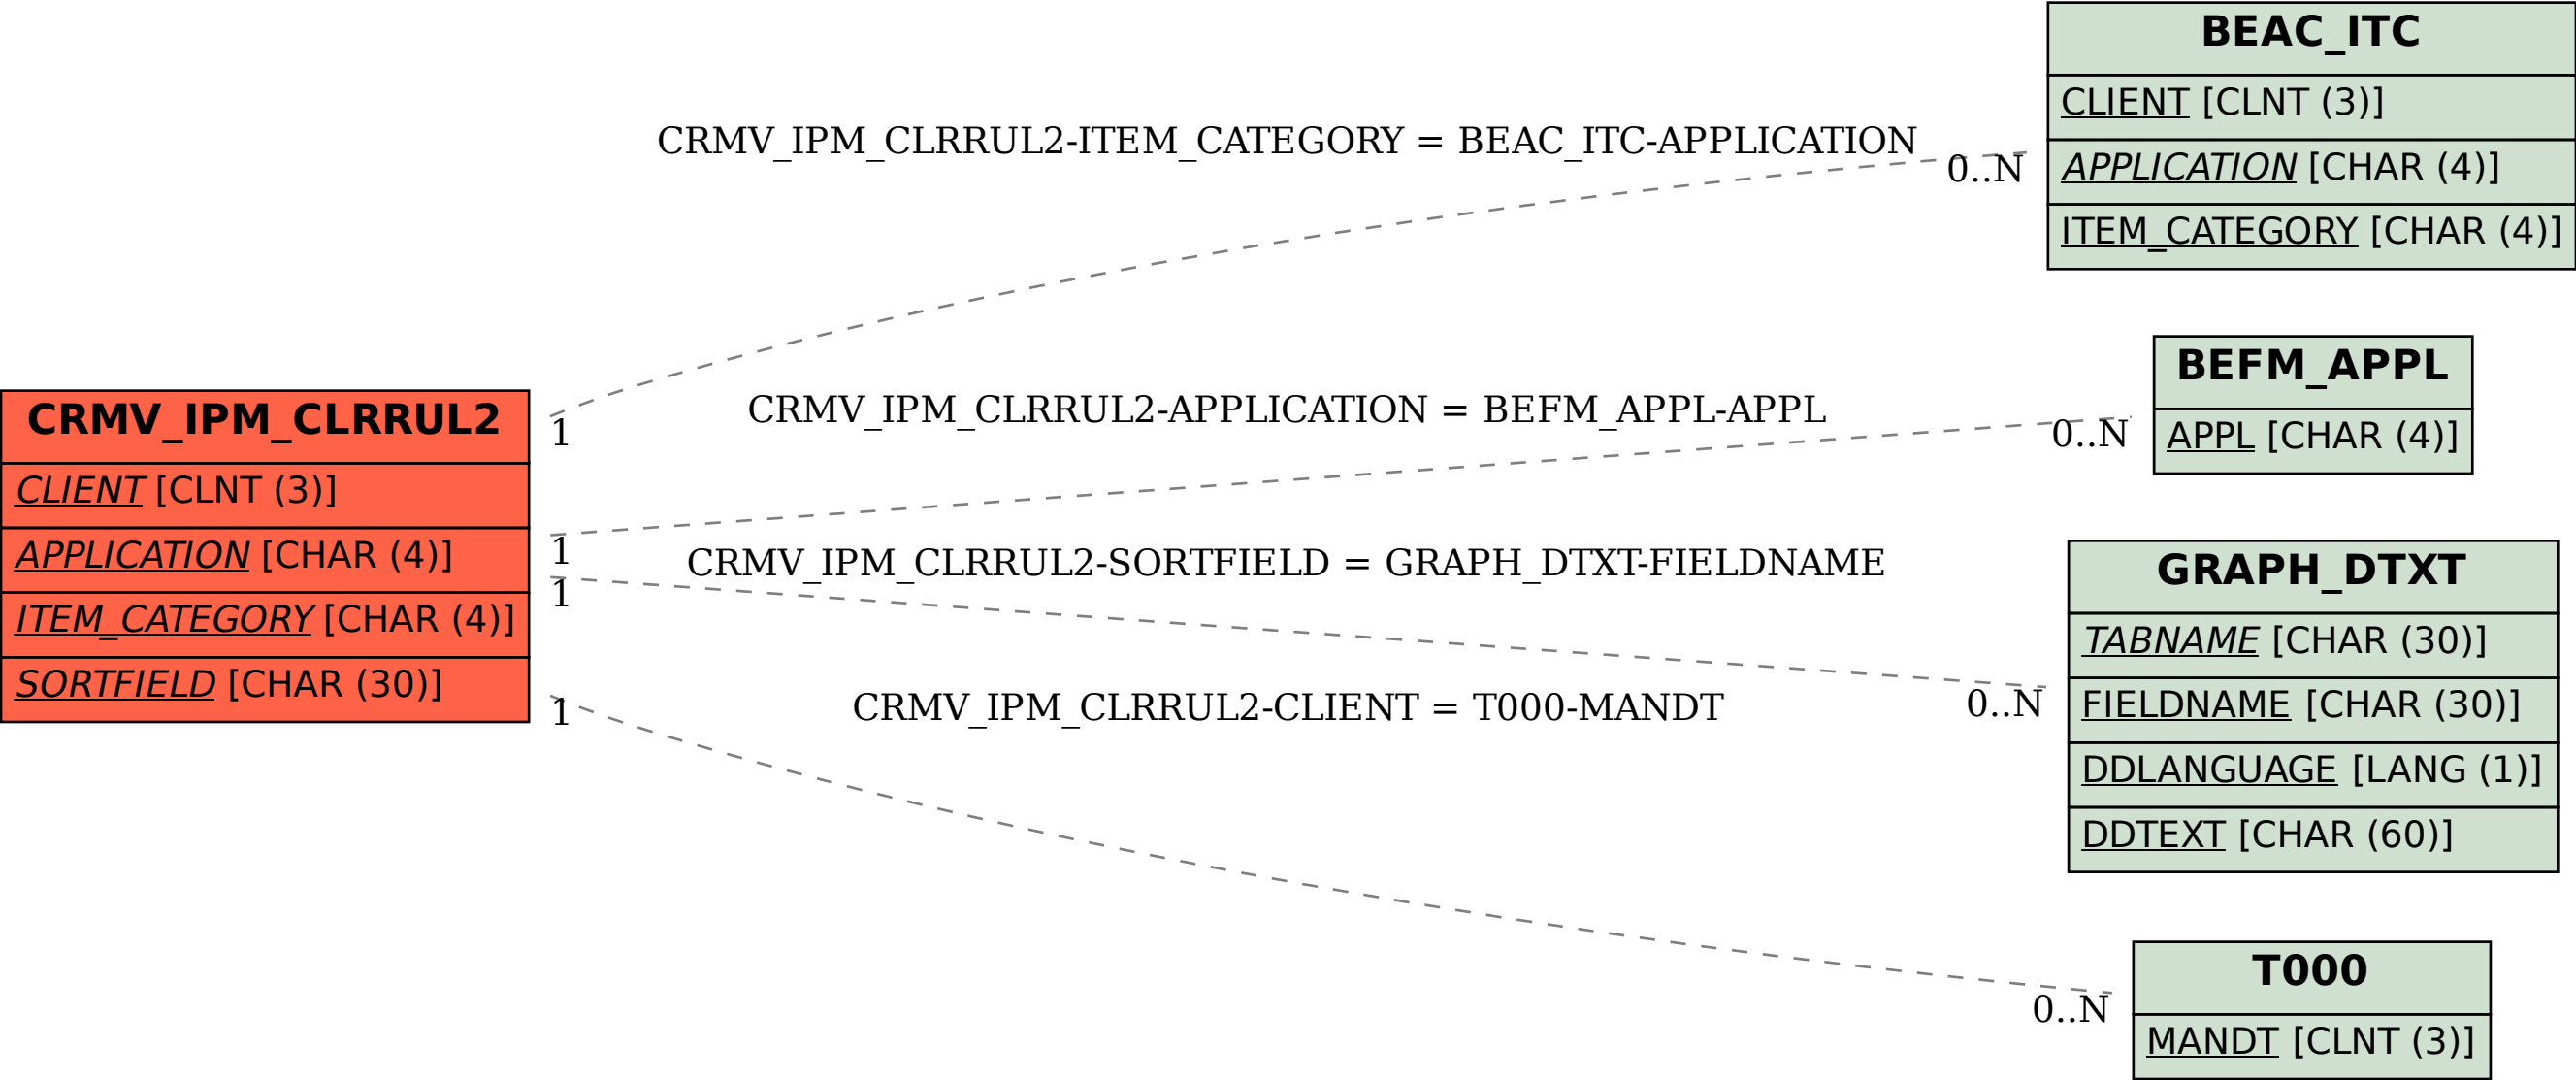 BEAC_ITC
CLIENT [CLNT (3)]
APPLICATION [CHAR (4)]
ITEM_CATEGORY [CHAR (4)]
CRMV_IPM_CLRRUL2-ITEM_CATEGORY = BEAC_ITC-APPLICATION
0..N
1
CRMV_IPM_CLRRUL2
CLIENT [CLNT (3)]
APPLICATION [CHAR (4)]
ITEM_CATEGORY [CHAR (4)]
SORTFIELD [CHAR (30)]
CRMV_IPM_CLRRUL2-APPLICATION = BEFM_APPL-APPL
0..N
1
BEFM_APPL
APPL [CHAR (4)]
CRMV_IPM_CLRRUL2-SORTFIELD = GRAPH_DTXT-FIELDNAME
1
0..N
GRAPH_DTXT
TABNAME [CHAR (30)]
FIELDNAME [CHAR (30)]
DDLANGUAGE [LANG (1)]
DDTEXT [CHAR (60)]
CRMV_IPM_CLRRUL2-CLIENT = T000-MANDT
1
0..N
T000
MANDT [CLNT (3)]